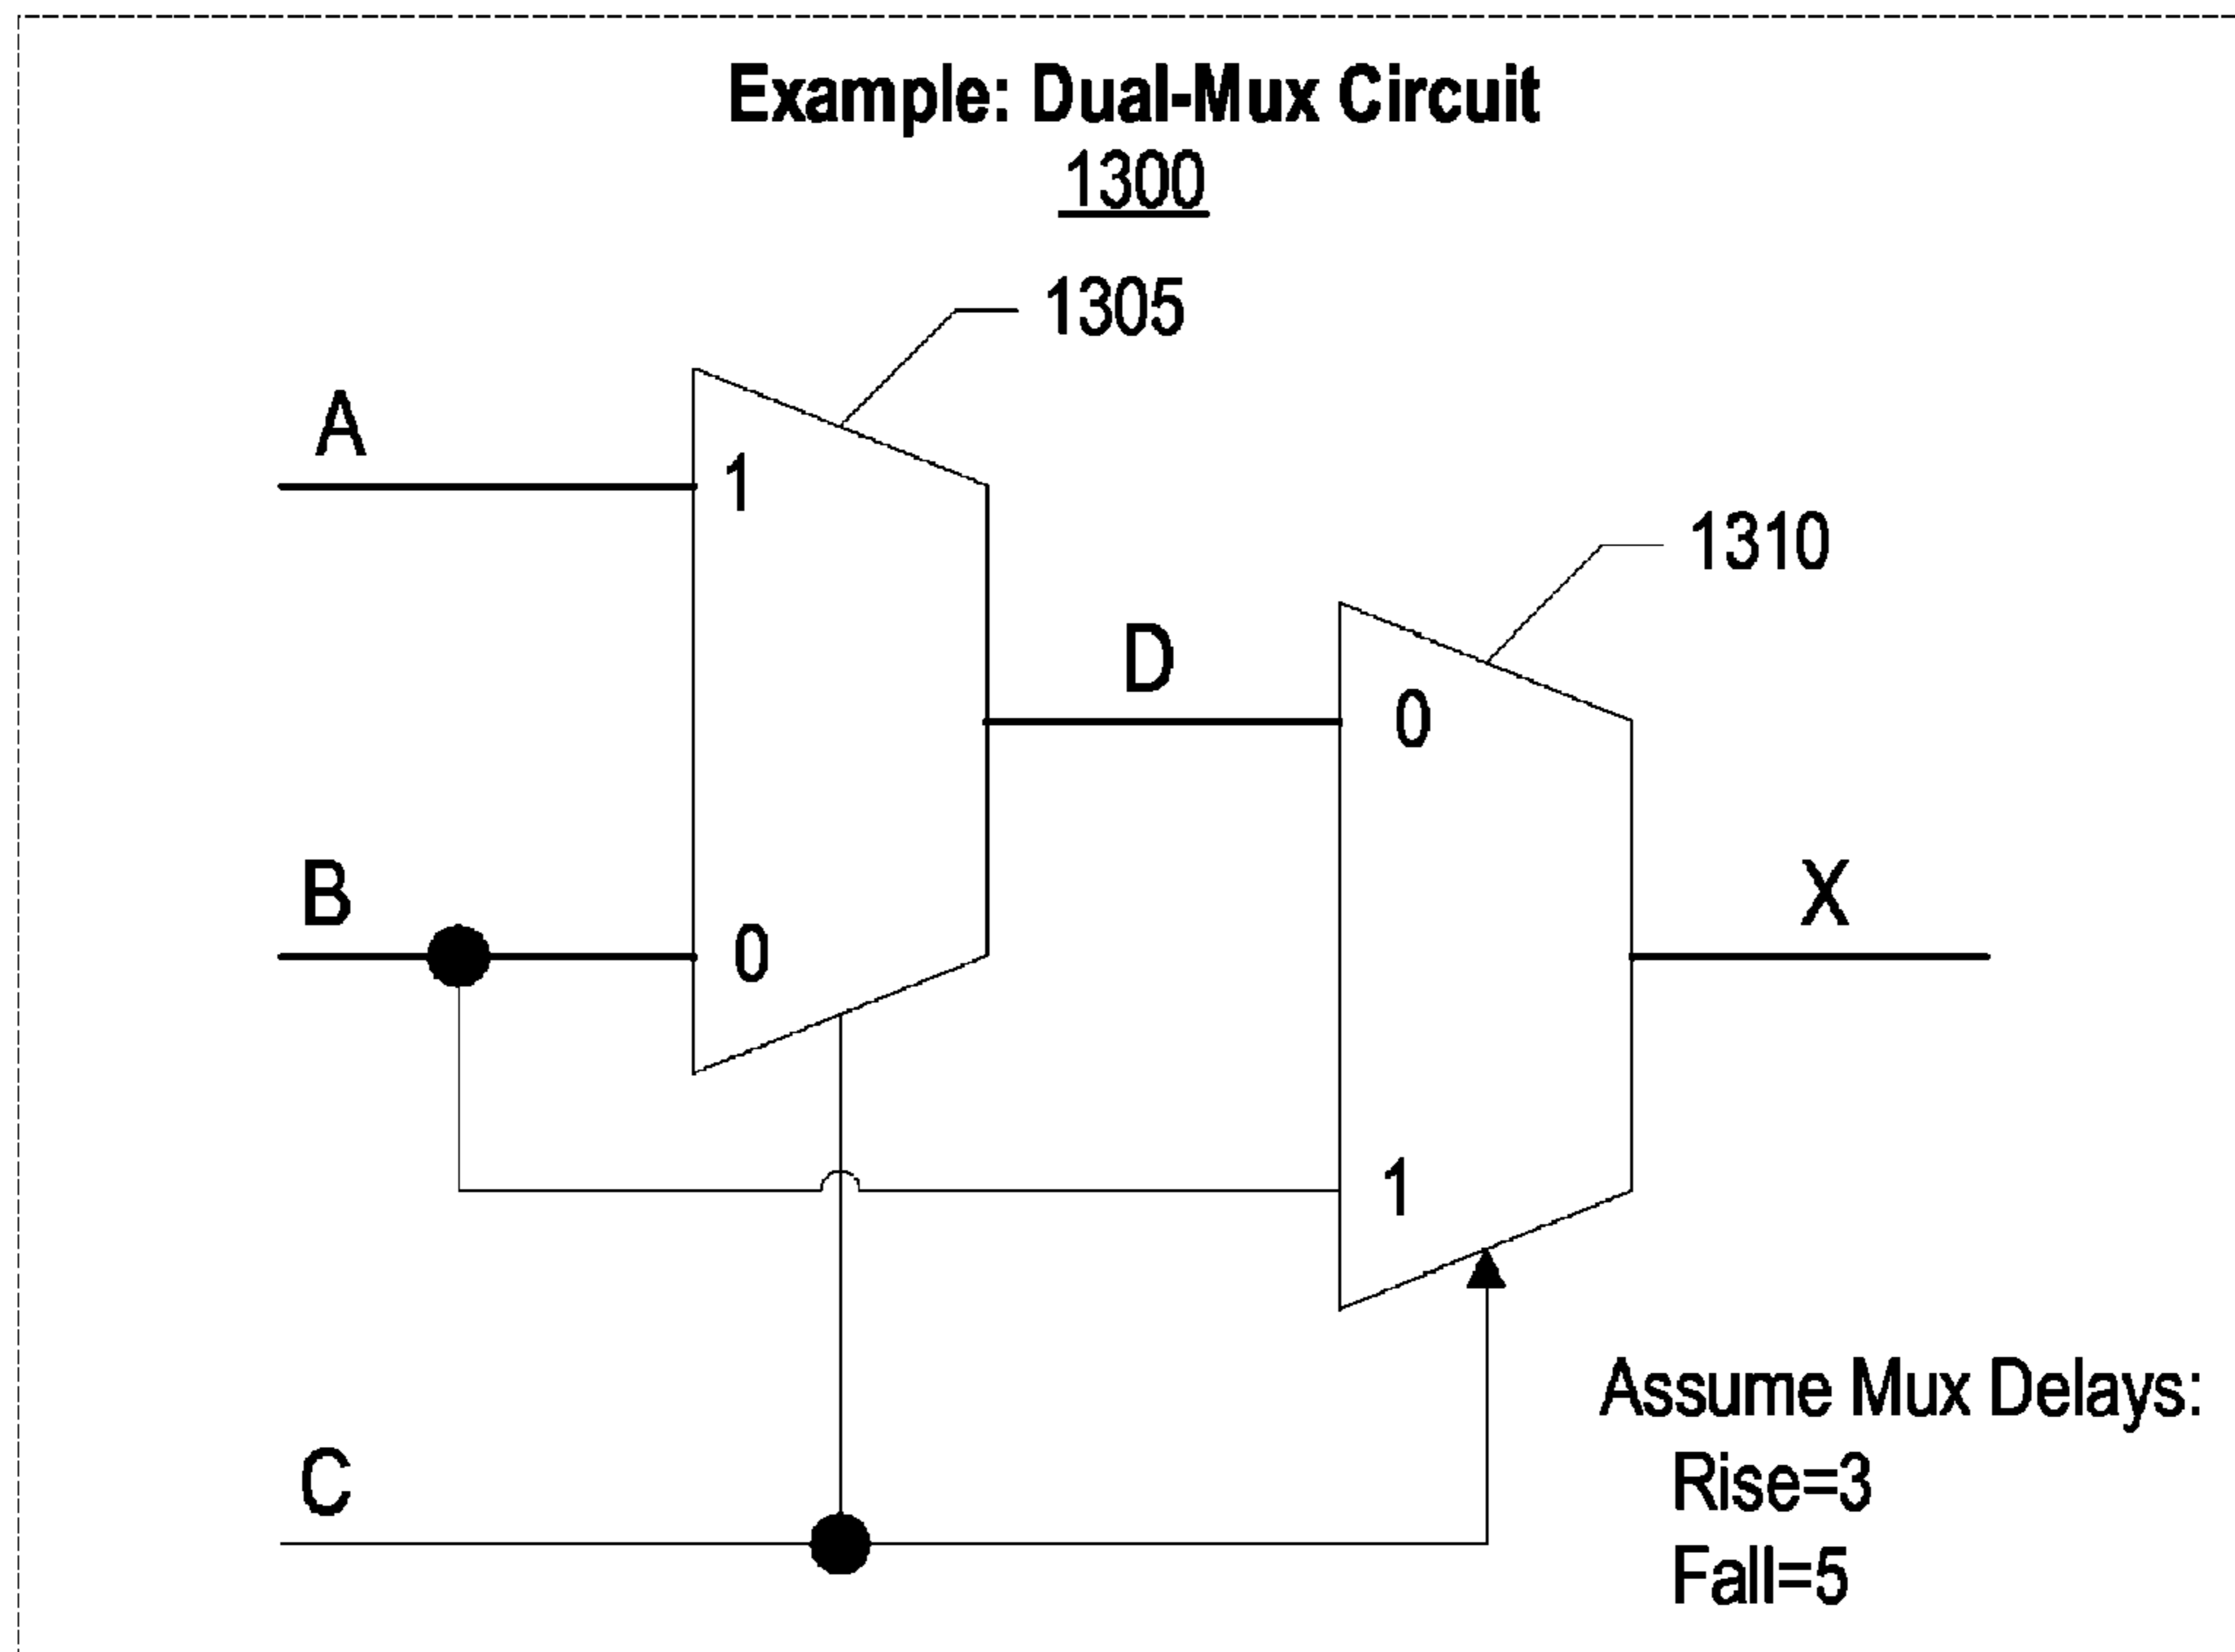 Example: Dual-Mux Circuit
1300
1305
A
1
1310
D
0
B
0
X
1
C
Assume Mux Delays:
Rise=3
Fall=5